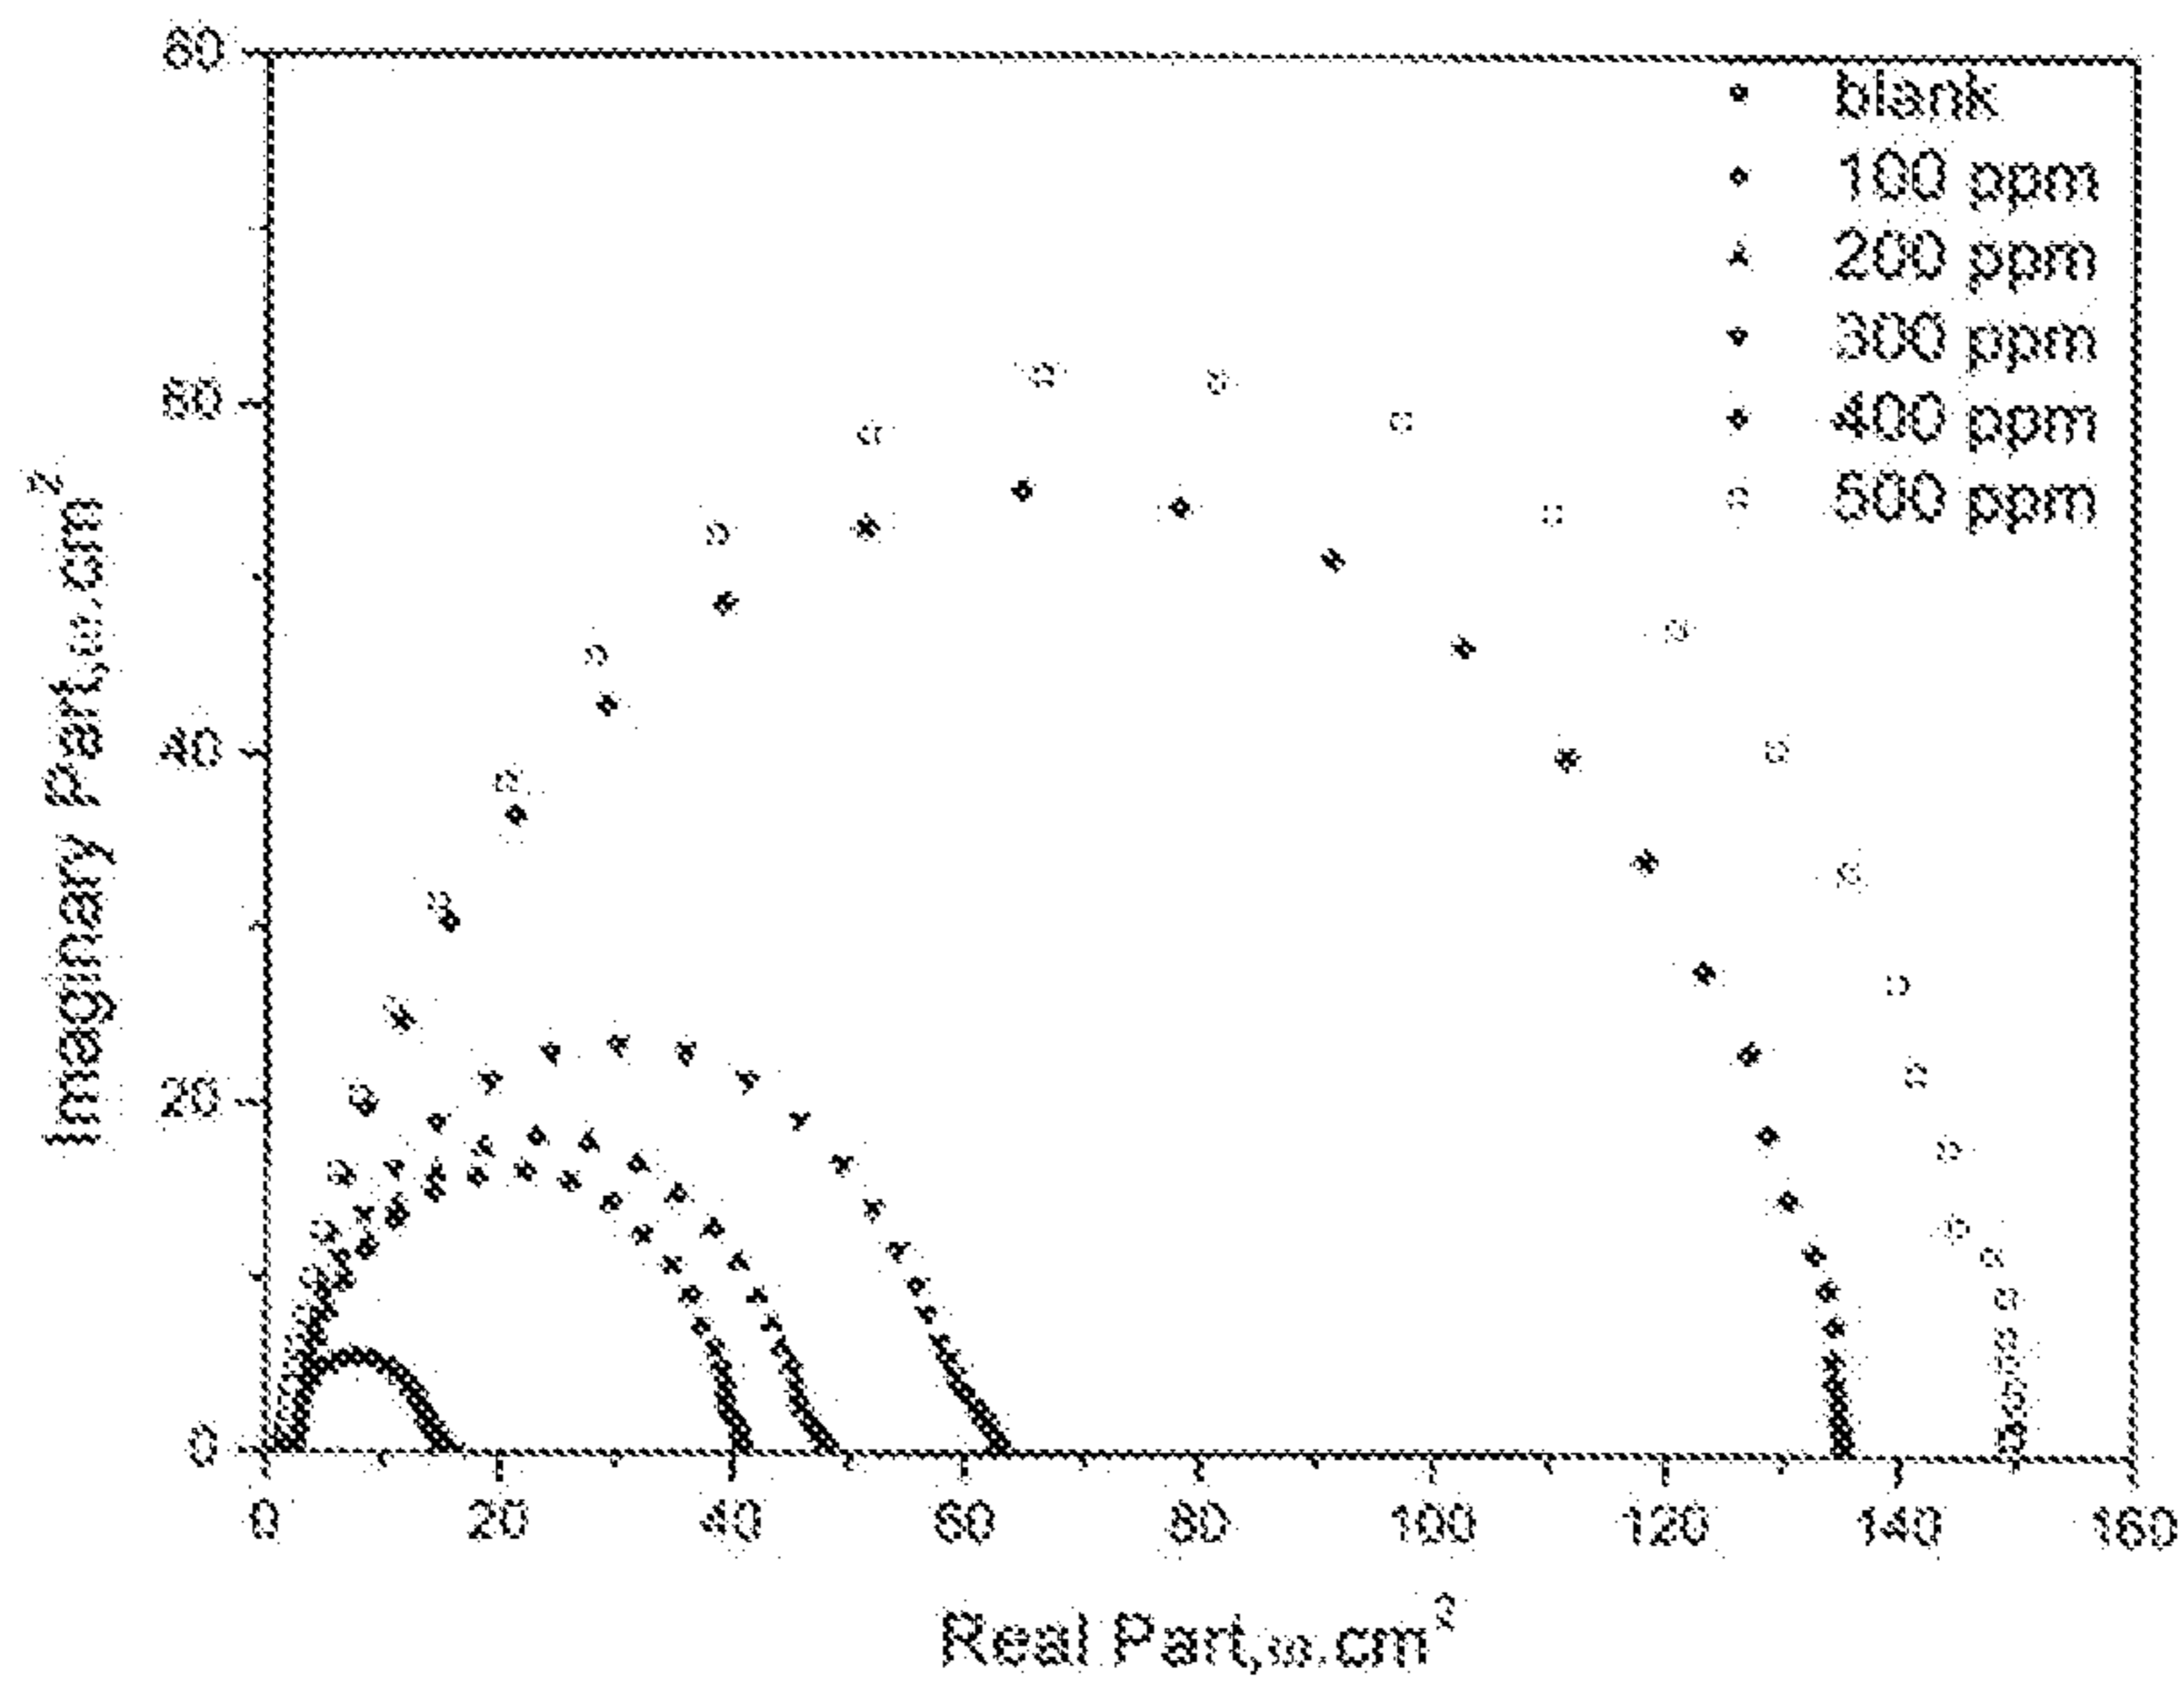 60
40
20
0
0 20 40 60 80 100 120 140 160
blank
100 ppm
200 ppm
300 ppm
400 ppm
500 ppm
Imaginary Part, .cm²
Real Part, .cm²